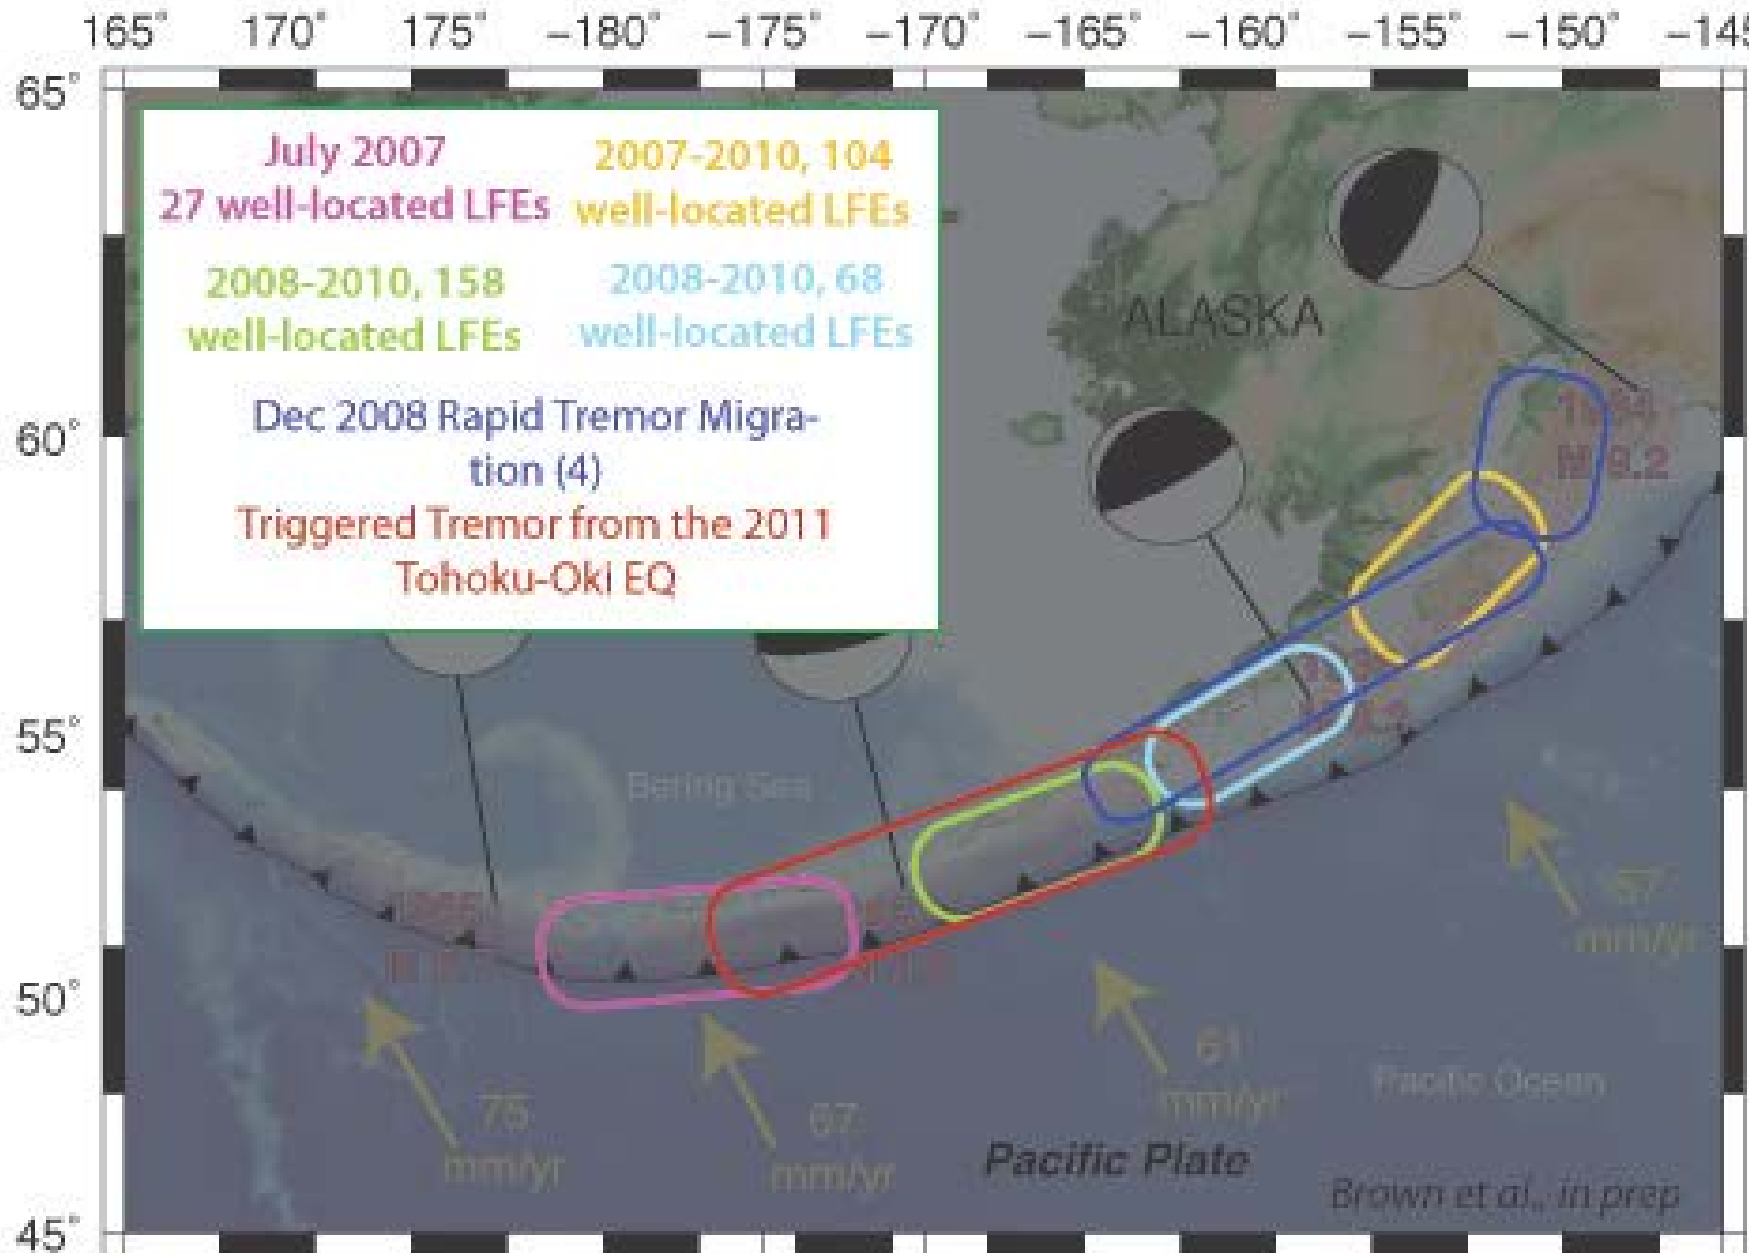 165° 170° 175° −180° −175° −170° −165° −160° −155° −150° −145
65°
60°
55°
50°
45°
July 2007
27 well-located LFEs
2007-2010, 104
well-located LFEs
2008-2010, 158
well-located LFEs
2008-2010, 68
well-located LFEs
Dec 2008 Rapid Tremor Migra-
tion (4)
Triggered Tremor from the 2011
Tohoku-Oki EQ
ALASKA
1964
M 9.2
Bering Sea
57
mm/yr
61
mm/yr
67
mm/yr
75
mm/yr
Pacific Ocean
Pacific Plate
Brown et al., in prep